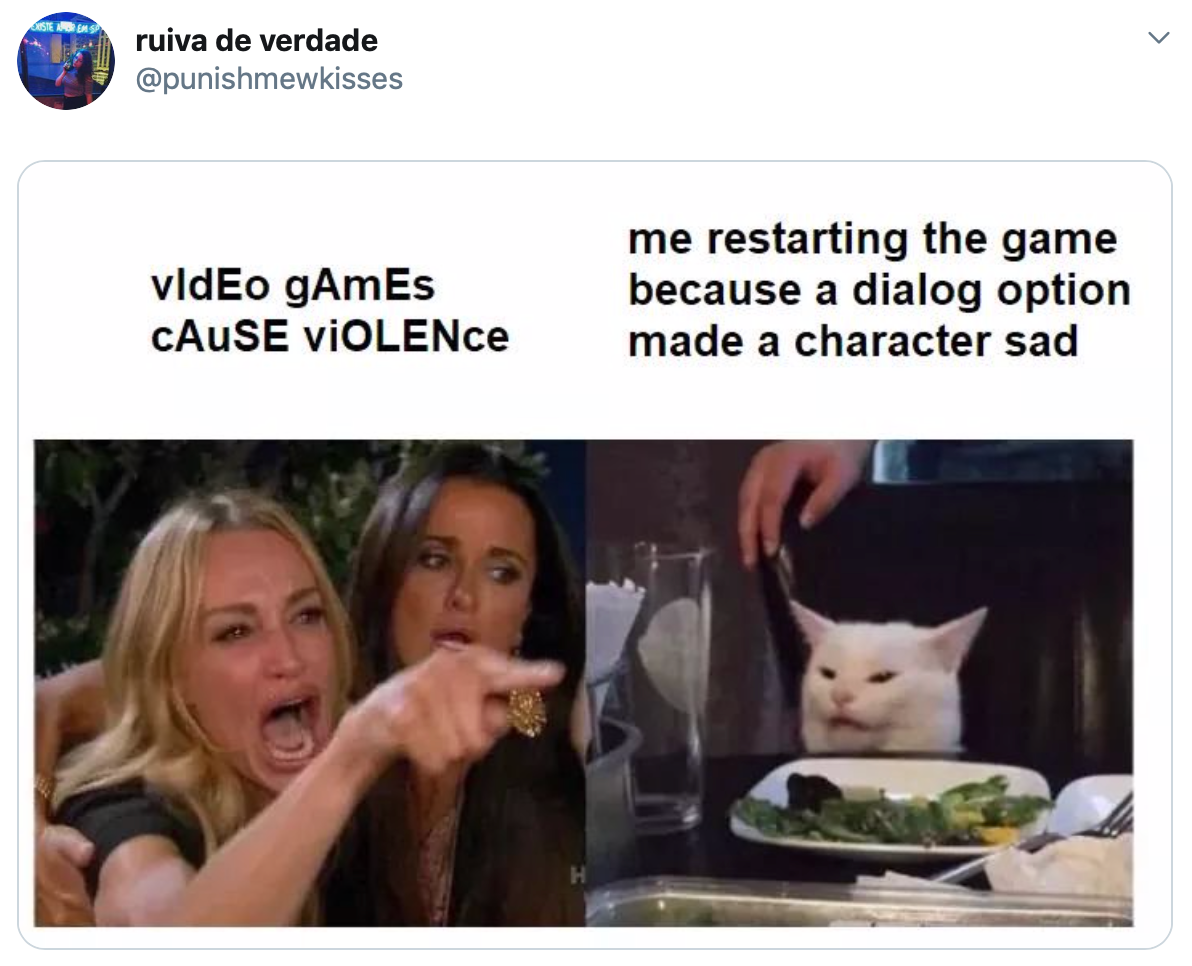 ruiva de verdade
@punishmewkisses
vIdEo gAmEs
cAuSE viOLENce
me restarting the game
because a dialog option
made a character sad
H